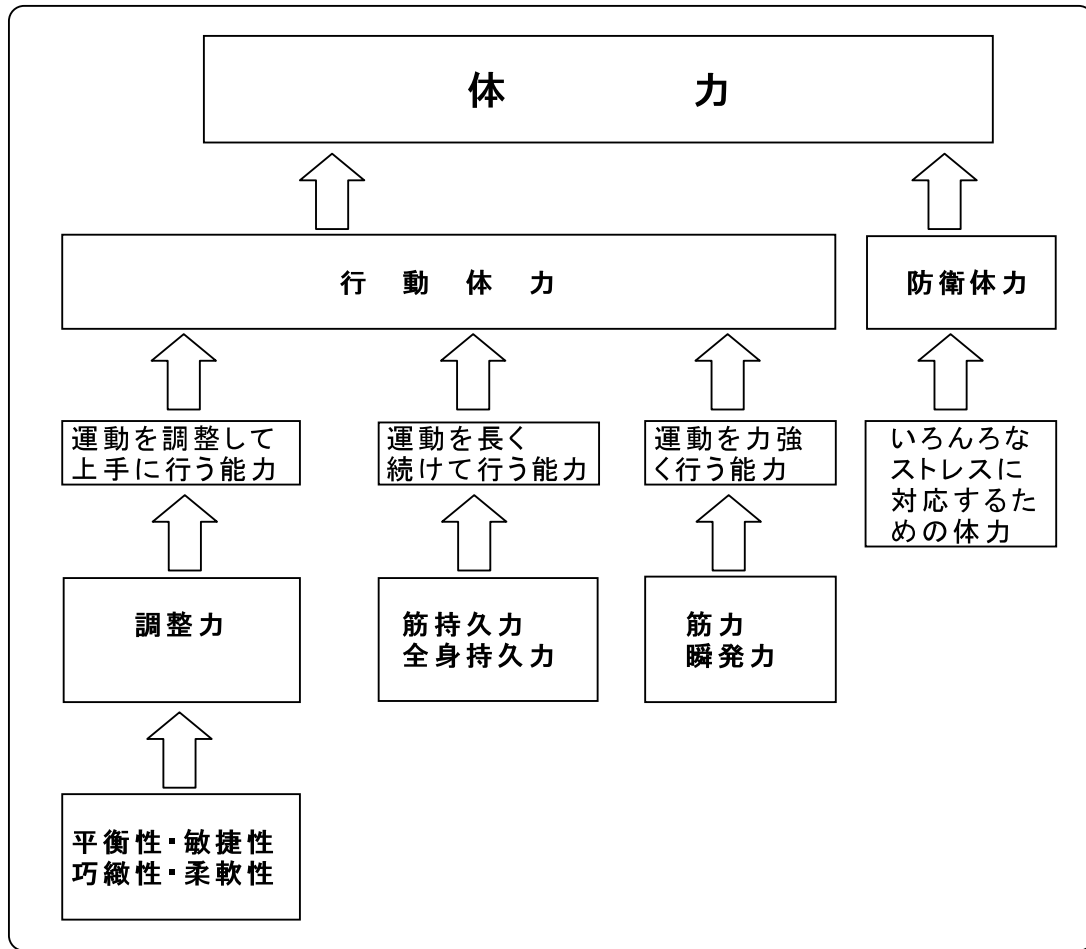 体　力
行動体力
防衛体力
運動を調整して
上手に行う能力
運動を長く
続けて行う能力
運動を力強
く行う能力
いろんろな
ストレスに
対応するた
めの体力
調整力
筋持久力
全身持久力
筋力
瞬発力
平衡性・敏捷性
巧緻性・柔軟性